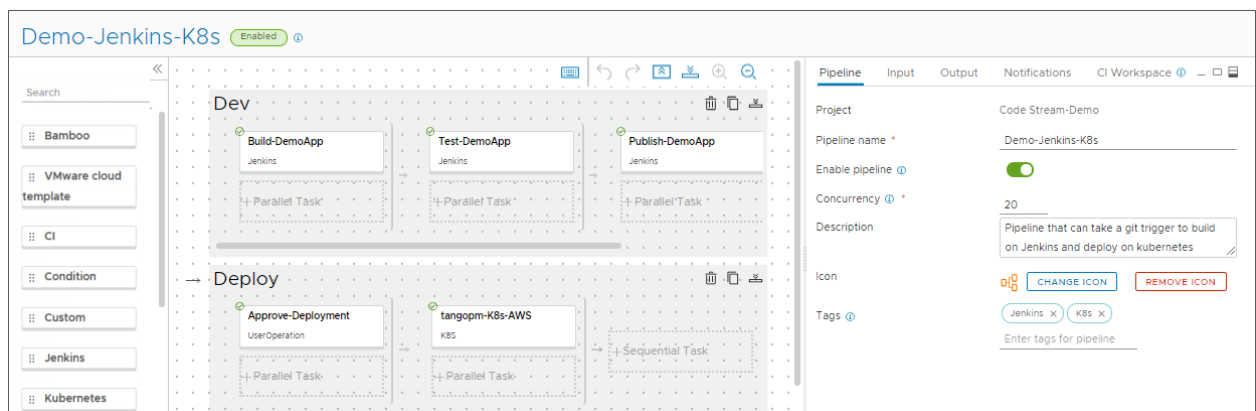 Demo-Jenkins-K8s Enabled
Search
Bamboo
VMware cloud
template
CI
Condition
Custom
Jenkins
Kubernetes
Dev
Build-DemoApp
Jenkins
+ Parallel Task
Test-DemoApp
Jenkins
+ Parallel Task
Publish-DemoApp
Jenkins
+ Parallel Task
Deploy
Approve-Deployment
UserOperation
+ Parallel Task
tangopm-K8s-AWS
K8S
+ Parallel Task
+ Sequential Task
Pipeline Input Output Notifications CI Workspace
Project Code Stream-Demo
Pipeline name * Demo-Jenkins-K8s
Enable pipeline
Concurrency * 20
Description Pipeline that can take a git trigger to build
on Jenkins and deploy on kubernetes
Icon CHANGE ICON REMOVE ICON
Tags Jenkins X K8s X
Enter tags for pipeline